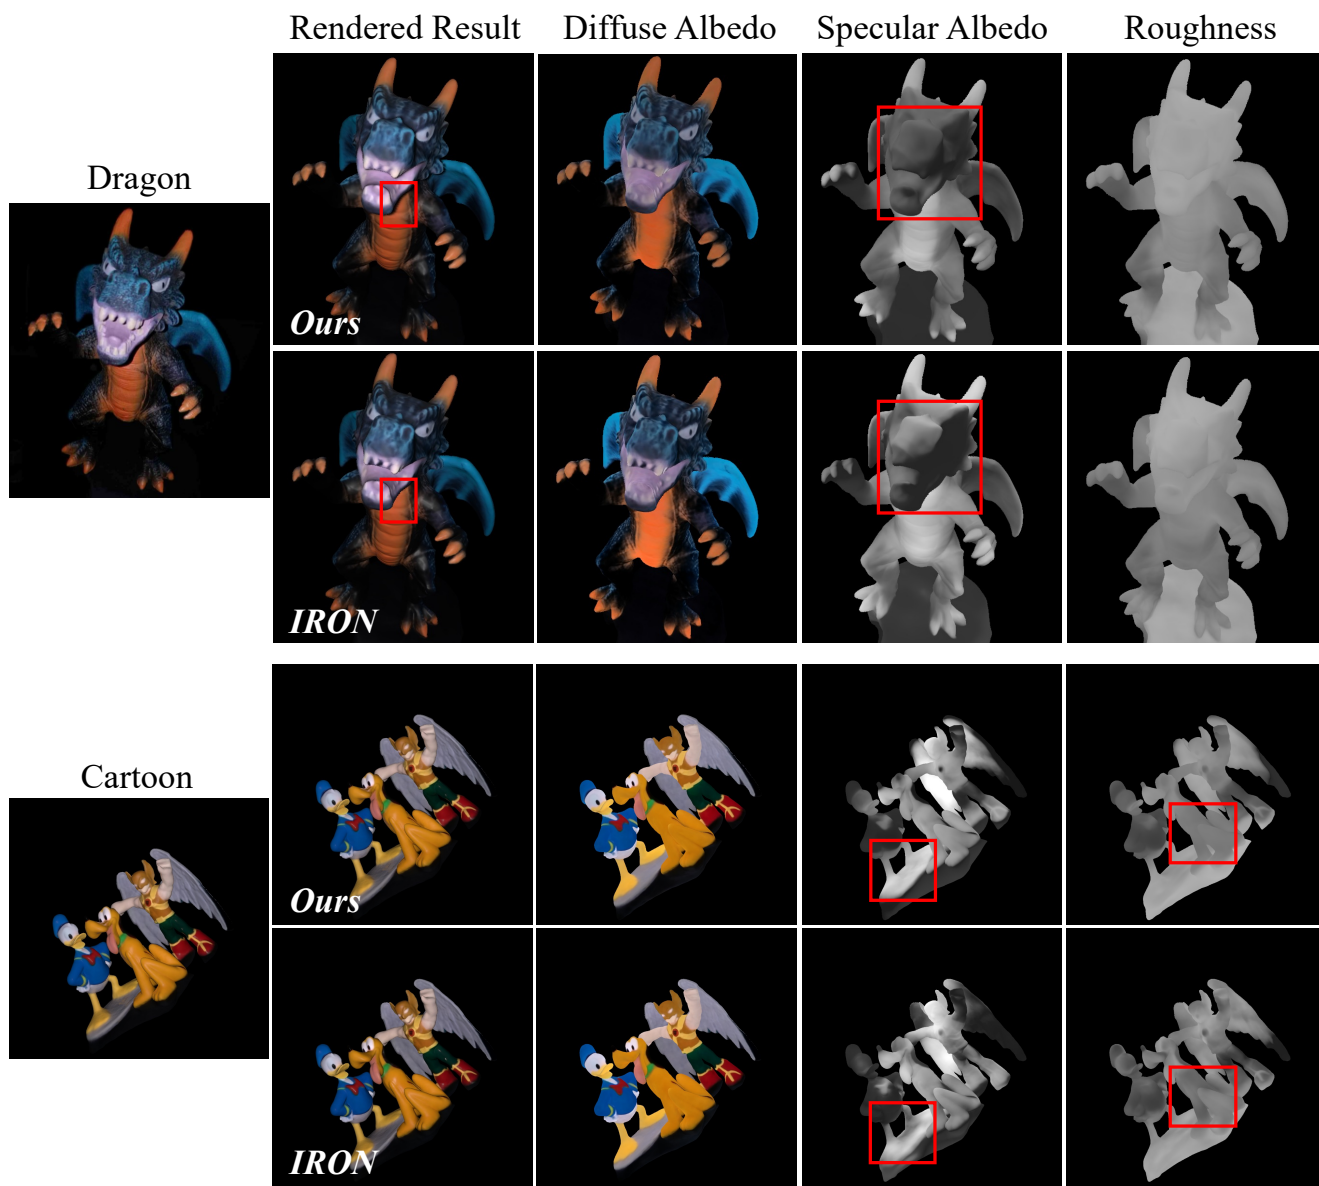 Rendered Result Diffuse Albedo Specular Albedo Roughness
Dragon
Ours
IRON
Cartoon
Ours
IRON